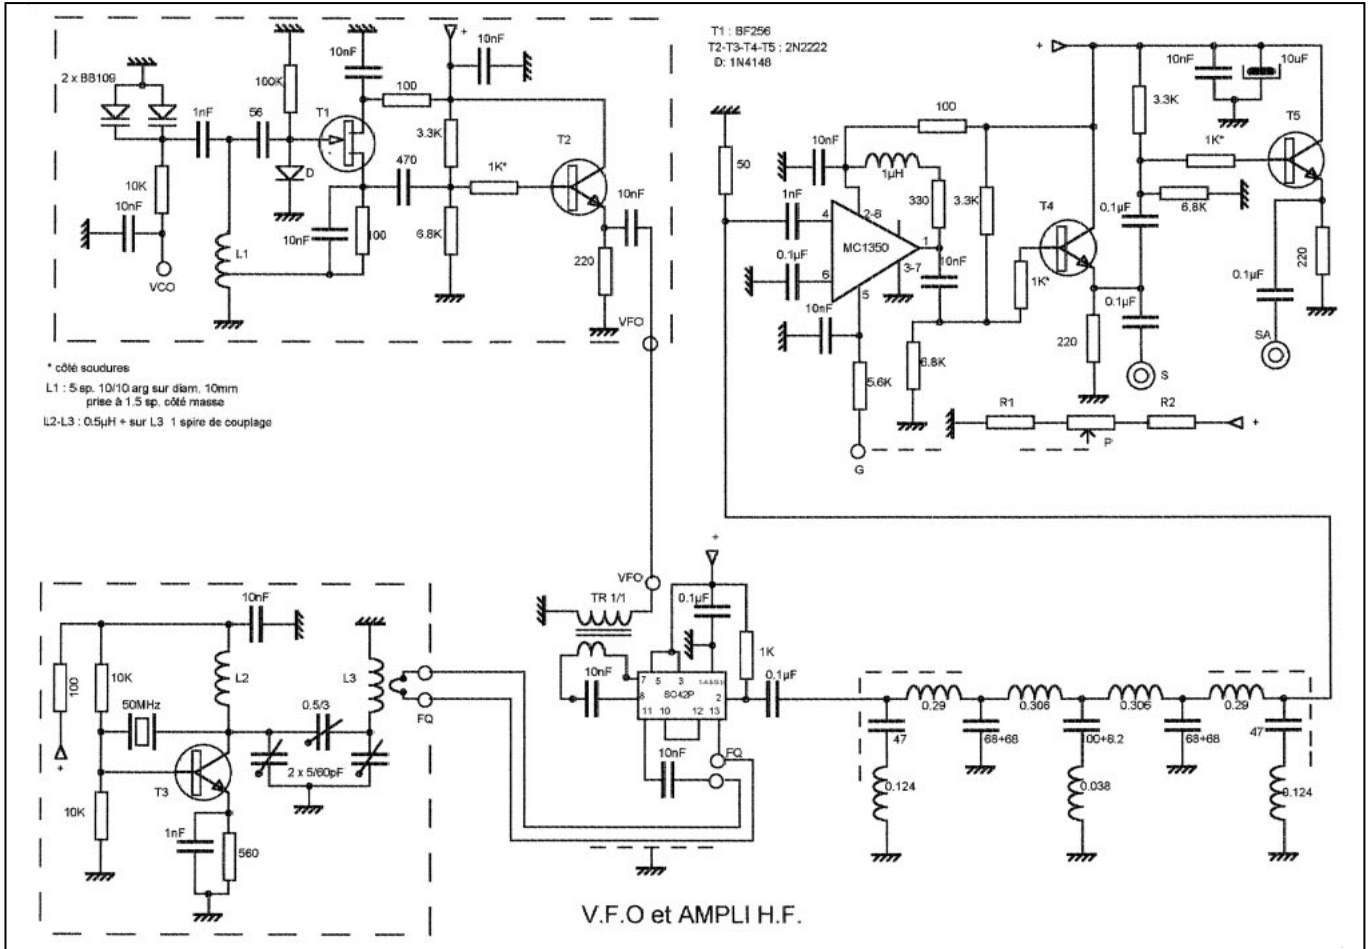 T1 : BF256
T2-T3-T4-T5 : 2N2222
D: 1N4148
2 x BB109
10nF
100K
T1
1nF
56
D
10K
10nF
VCO
L1
10nF
100
10nF
+
100
3.3K
470
1K*
T2
10nF
6.8K
220
VFO
* côté soudures
L1 : 5 sp. 10/10 arg sur diam. 10mm
prise à 1.5 sp. côté masse
L2-L3 : 0.5µH + sur L3 1 spire de couplage
+
50
10nF
100
1µH
1nF
4
2-8
330
3.3K
MC1350
1
0.1µF
6
3-7
5
10nF
10nF
T4
1K*
6.8K
5.6K
G
220
0.1µF
0.1µF
S
3.3K
10nF
10uF
T5
1K*
6.8K
0.1µF
220
SA
R1
P
R2
+
10nF
100
10K
L2
L3
50MHz
0.5/3
FQ
+
T3
2 x 5/60pF
10K
1nF
560
VFO
TR 1/1
+
0.1µF
1K
10nF
7
5
3
8
SO42P
2
11
10
12
13
0.1µF
10nF
FQ
0.29
0.306
0.306
0.29
47
68+68
100+8.2
68+68
47
0.124
0.038
0.124
V.F.O et AMPLI H.F.